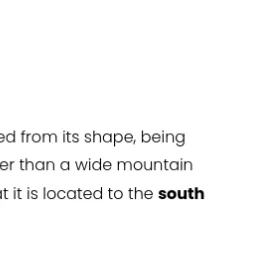 ed from its shape, being
er than a wide mountain
t it is located to the south